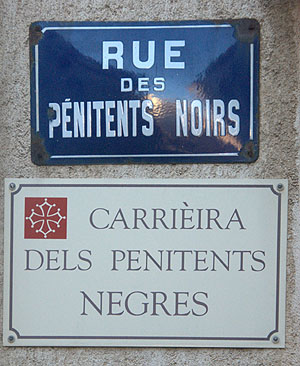 RUE
DES
PÉNITENTS NOIRS
CARRIÈIRA
DELS PENITENTS
NEGRES